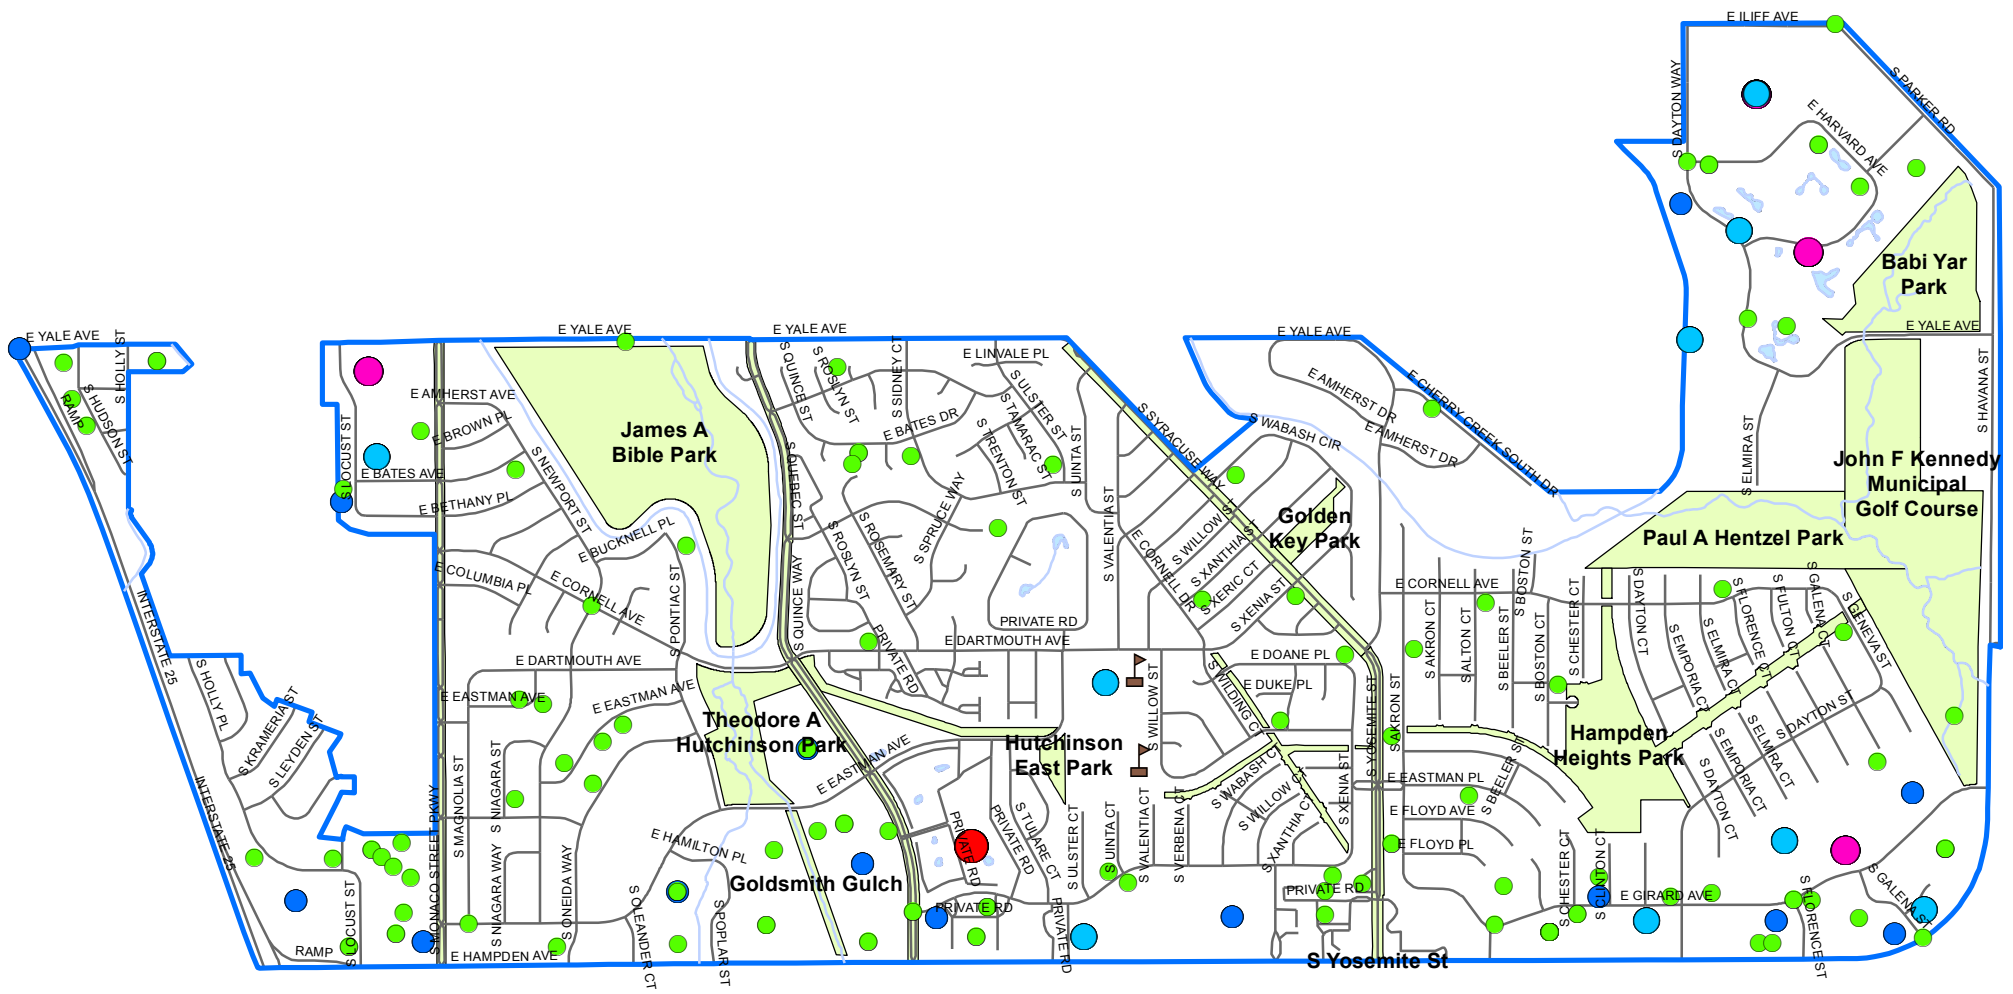 E ILIFF AVE
S DAYTON WAY
S PARKER RD
E HARVARD AVE
Babi Yar
Park
E YALE AVE
S HAVANA ST
E YALE AVE
S HOLLY ST
S HUDSON ST
RAMP
E YALE AVE
E YALE AVE
E YALE AVE
S LOCUST ST
E AMHERST AVE
E BROWN PL
E BATES AVE
E BETHANY PL
S NEWPORT ST
James A
Bible Park
S QUINCE ST
S ROSLYN ST
S SIDNEY CT
E LINVALE PL
S ULSTER ST
S TAMARAC ST
S TRENTON ST
E BATES DR
S UINTA ST
S QUEBEC ST
S SPRUCE WAY
S VALENTIA ST
S SYRACUSE WAY
S WABASH CIR
E AMHERST DR
E AMHERST DR
E CHERRY CREEK SOUTH DR
S ELMIRA ST
John F Kennedy
Municipal
Golf Course
Golden
Key Park
Paul A Hentzel Park
E BUCKNELL PL
E COLUMBIA PL
E CORNELL AVE
S PONTIAC ST
S QUINCE WAY
S ROSLYN ST
S ROSEMARY ST
PRIVATE RD
PRIVATE RD
E DARTMOUTH AVE
E DARTMOUTH AVE
E CORNELL DR
S WILLOW ST
S XANTHIA ST
S XERIC CT
S XENIA ST
E CORNELL AVE
S AKRON CT
S ALTON CT
S BEELER ST
S BOSTON ST
S BOSTON CT
S CHESTER CT
S DAYTON CT
S EMPORIA CT
S ELMIRA CT
S FLORENCE CT
S FULTON CT
S GALENA CT
S GENEVA ST
INTERSTATE 25
S HOLLY PL
S KRAMERIA ST
S LEYDEN ST
E EASTMAN AVE
E EASTMAN AVE
Theodore A
Hutchinson Park
E EASTMAN AVE
Hutchinson
East Park
S WILLOW ST
S WILDING CT
E DOANE PL
E DUKE PL
S YOSEMITE ST
S AKRON ST
Hampden
Heights Park
S DAYTON ST
S ELMIRA CT
S EMPORIA CT
S DAYTON CT
INTERSTATE 25
S MONACO STREET PKWY
S MAGNOLIA ST
S NIAGARA ST
S NIAGARA WAY
S ONEIDA WAY
E HAMILTON PL
Goldsmith Gulch
PRIVATE RD
PRIVATE RD
S TULARE CT
S ULSTER CT
S UINTA CT
S VALENTIA CT
S VERBENA CT
S WABASH CT
S WILLOW CT
S XANTHIA CT
S XENIA ST
E EASTMAN PL
S BEELER ST
E FLOYD AVE
E FLOYD PL
S CHESTER CT
S CLINTON CT
E GIRARD AVE
S FLORENCE ST
S GALENA ST
S LOCUST ST
RAMP
E HAMPDEN AVE
S OLEANDER CT
S POPLAR ST
PRIVATE RD
PRIVATE RD
PRIVATE RD
S Yosemite St